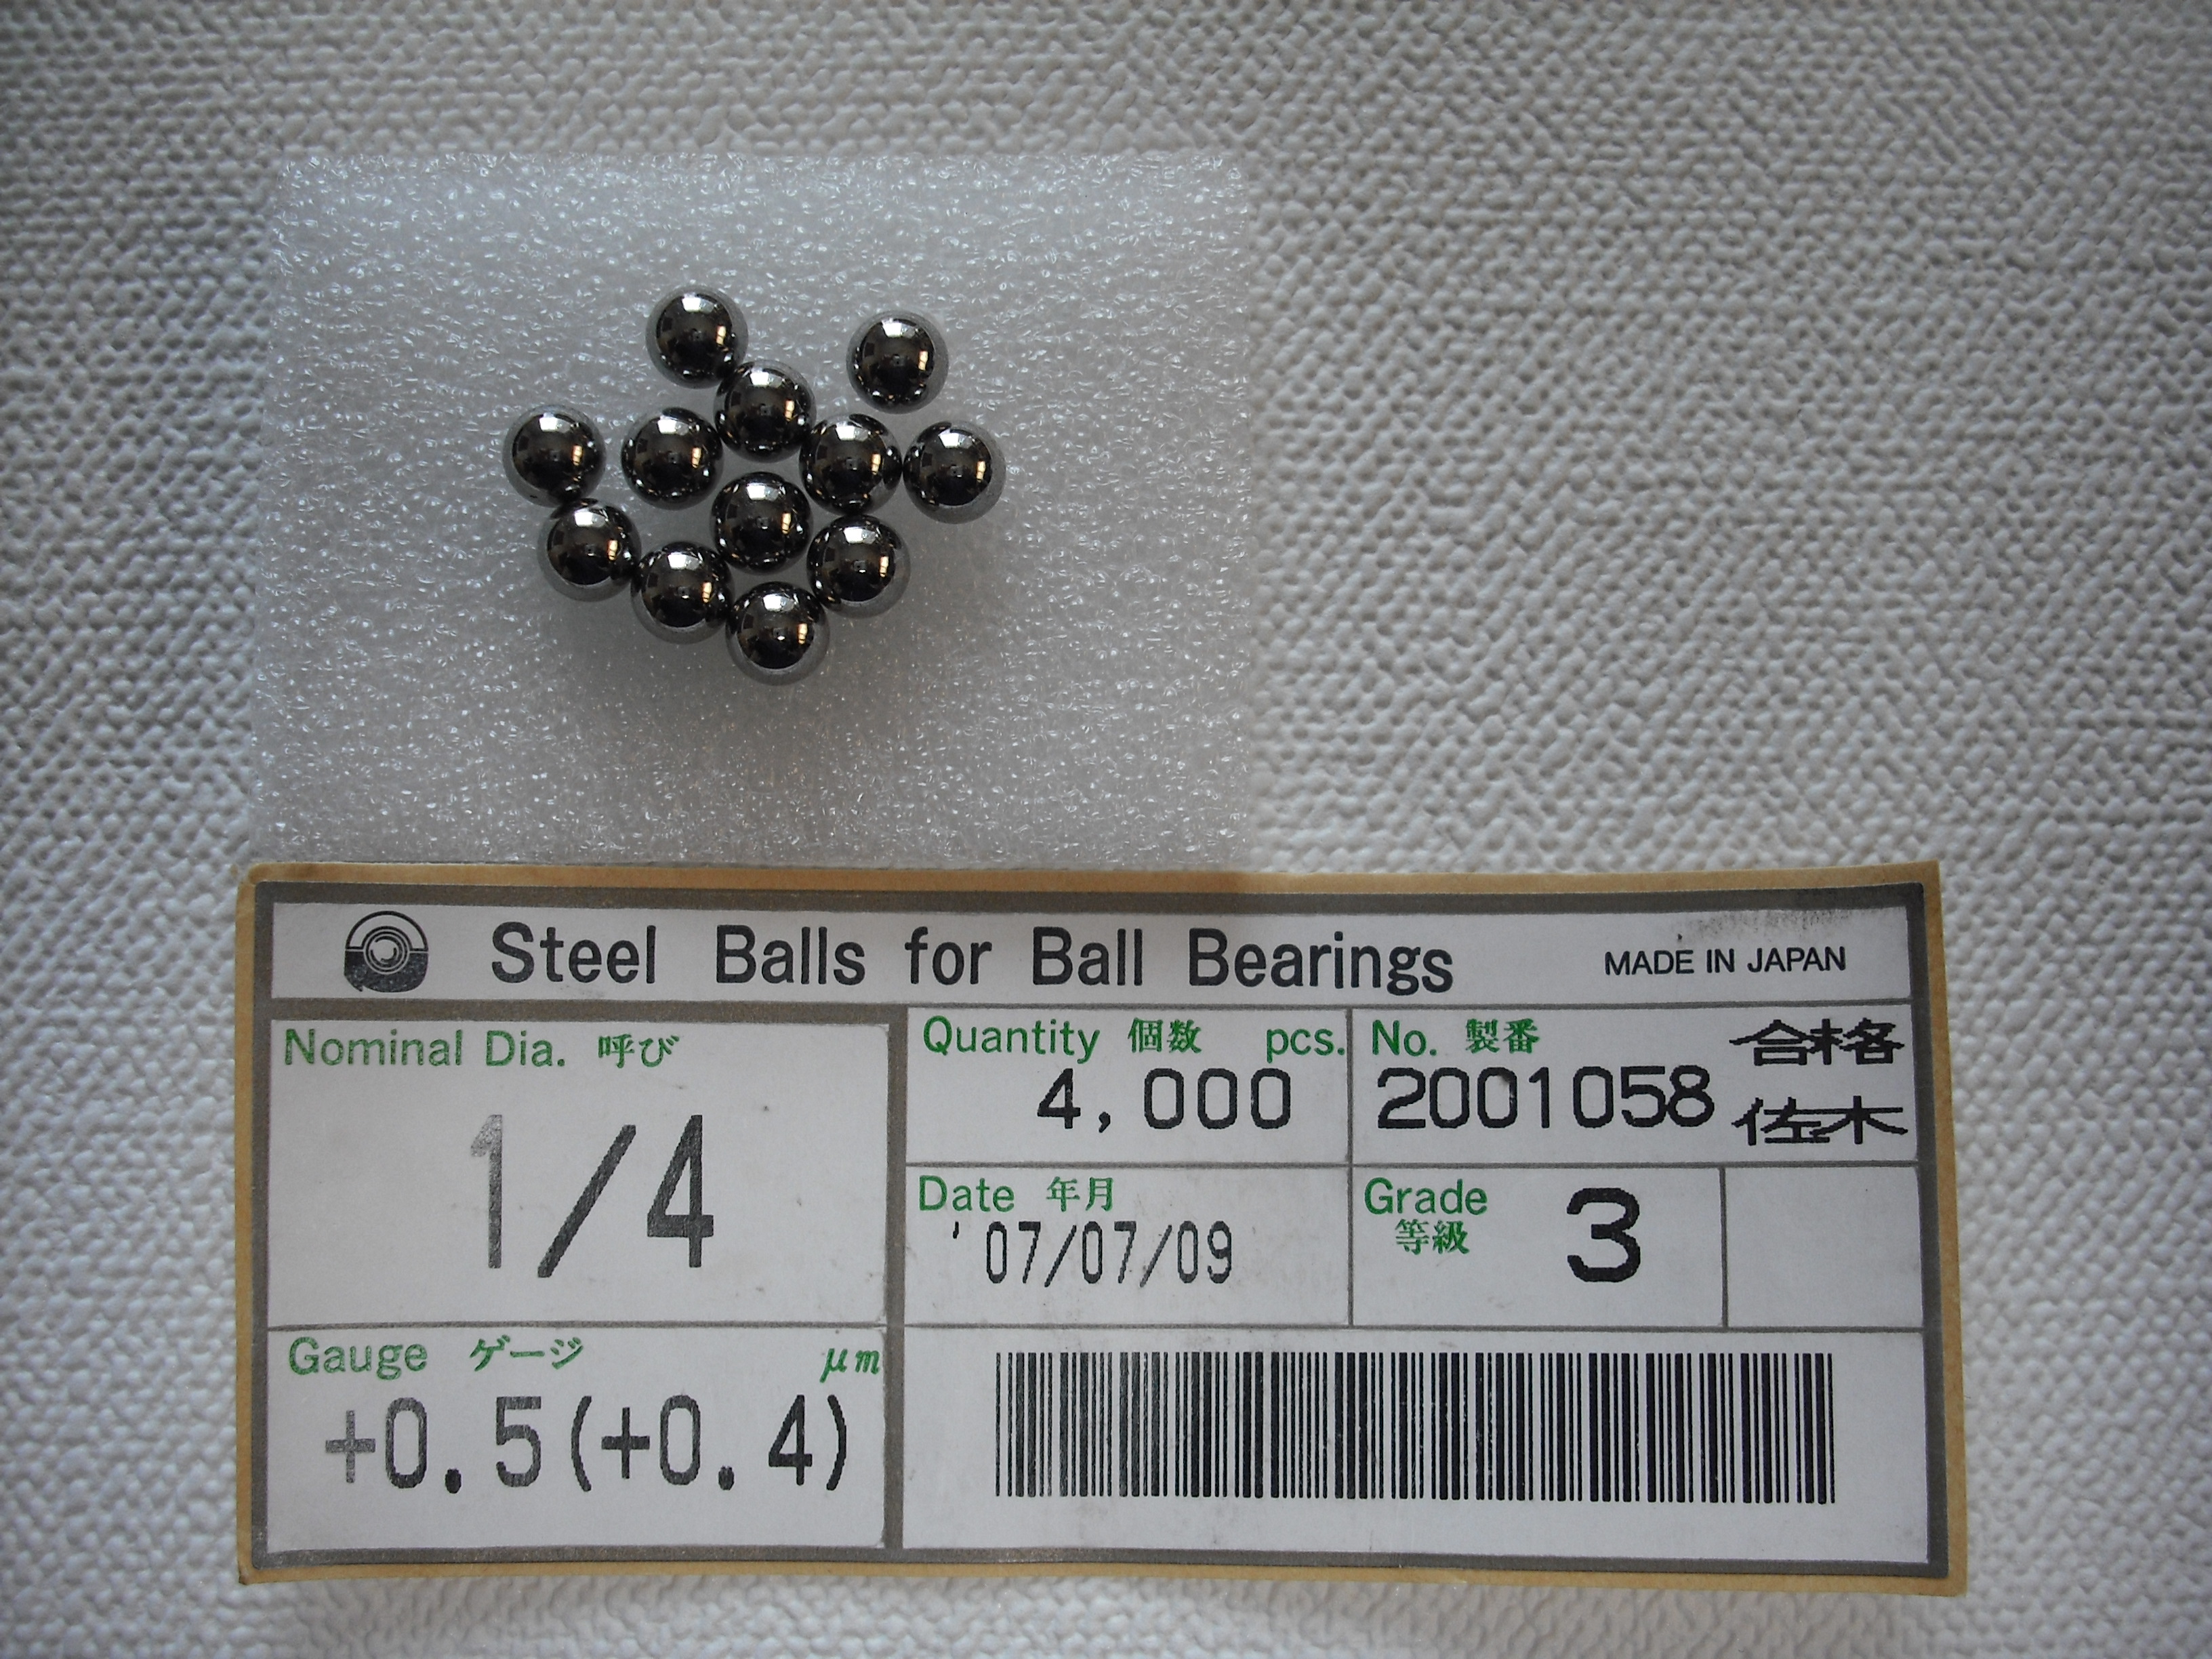 Steel Balls for Ball Bearings MADE IN JAPAN
Nominal Dia. 呼び
1/4
Gauge ゲージ μm
+0.5(+0.4)
Quantity 個数 pcs.
4,000
No. 製番
2001058
合格
佐木
Date 年月
'07/07/09
Grade
等級
3